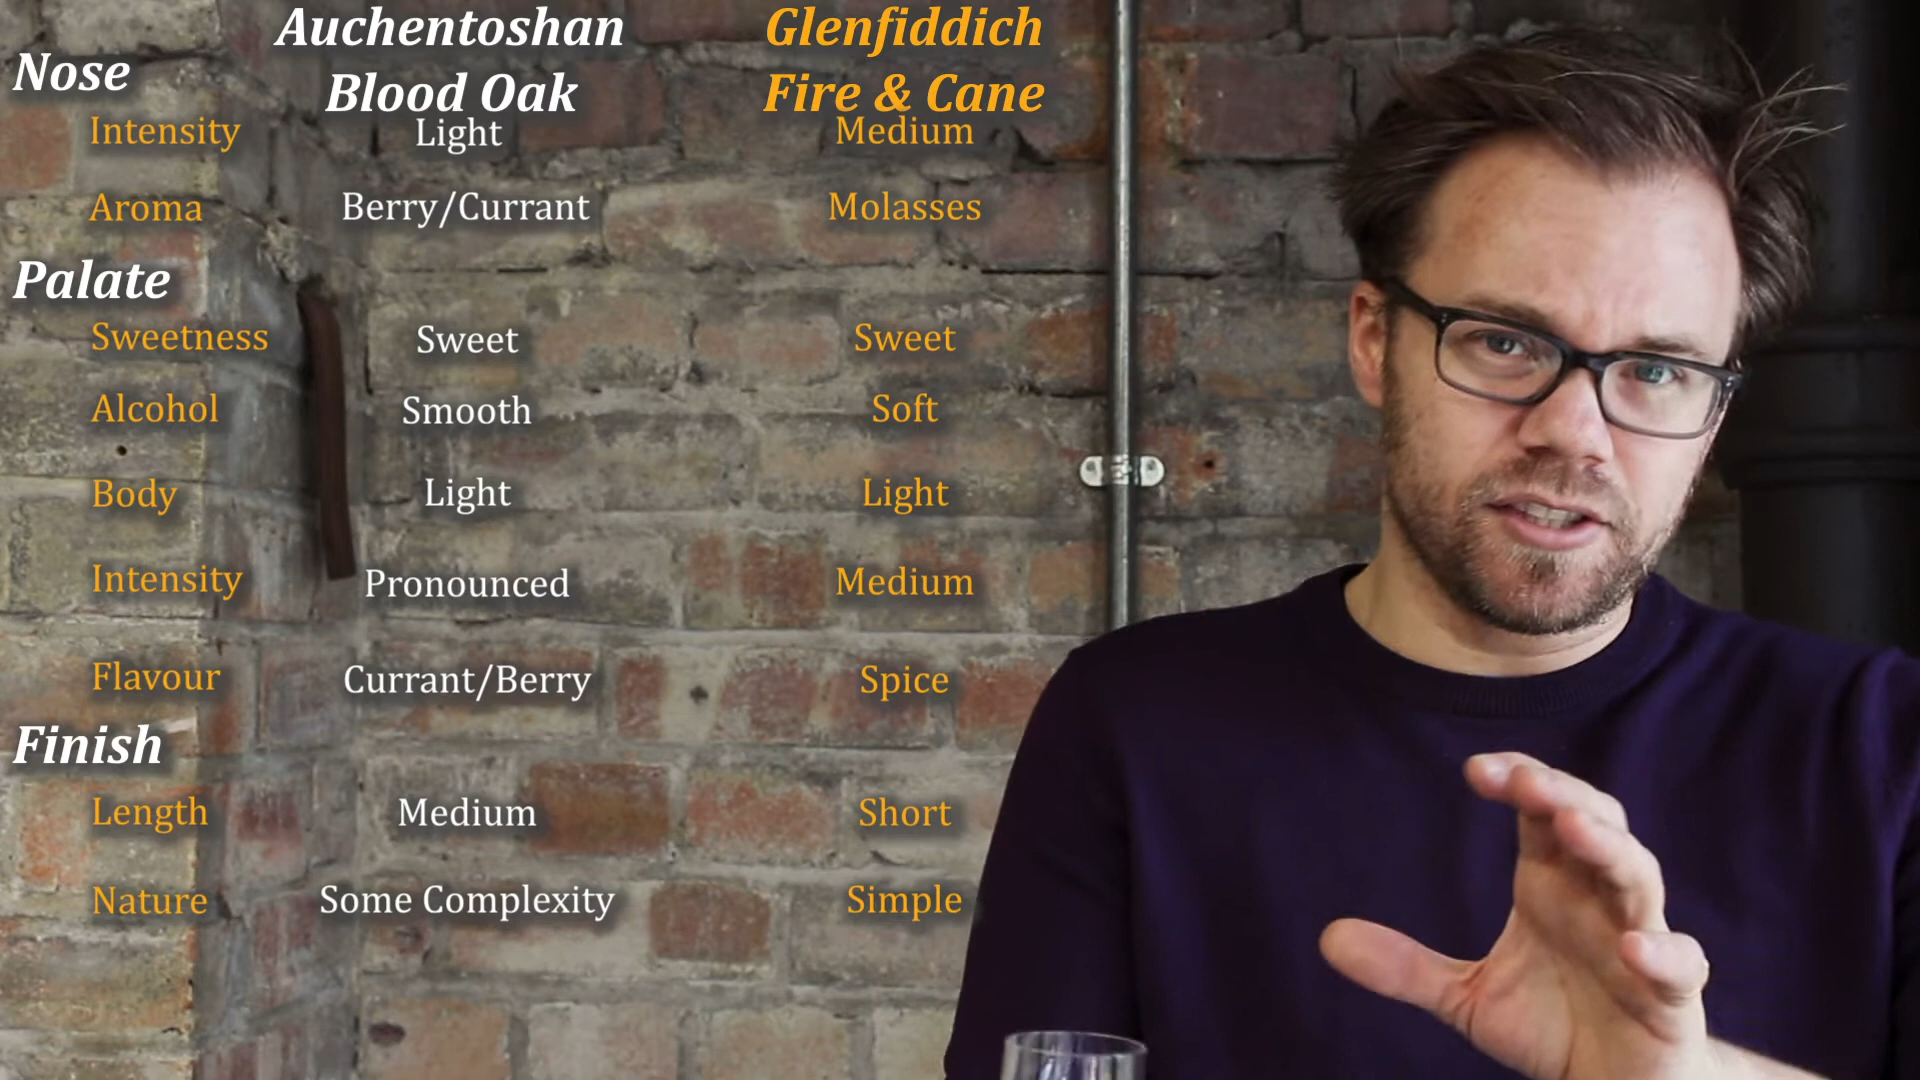 Auchentoshan Glenfiddich
Nose Blood Oak Fire & Cane
Intensity Light Medium
Aroma Berry/Currant Molasses
Palate
Sweetness Sweet Sweet
Alcohol Smooth Soft
Body Light Light
Intensity Pronounced Medium
Flavour Currant/Berry Spice
Finish
Length Medium Short
Nature Some Complexity Simple